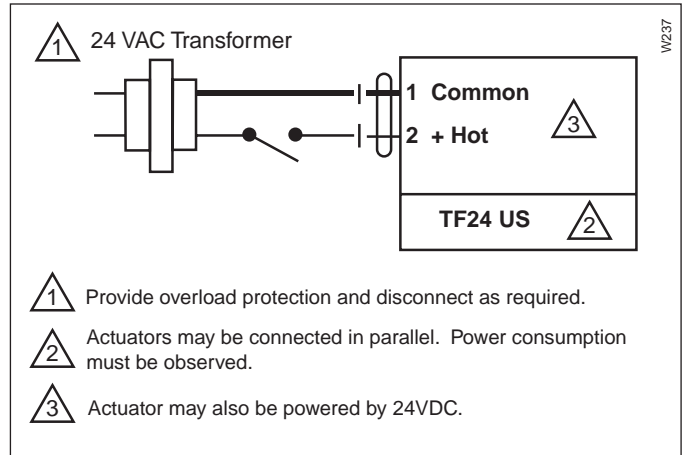 W237
1 24 VAC Transformer
1 Common
2 + Hot
3
TF24 US 2
1 Provide overload protection and disconnect as required.
2 Actuators may be connected in parallel. Power consumption
must be observed.
3 Actuator may also be powered by 24VDC.